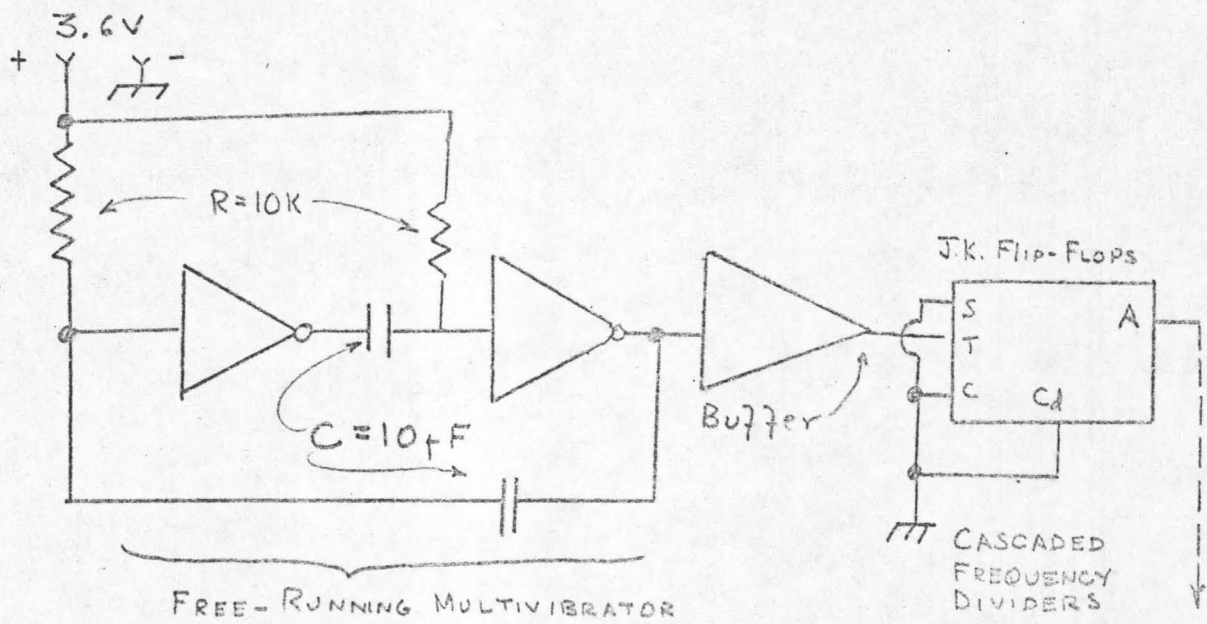 3.6V
+ -
R=10K
J.K. Flip-Flops
S
A
T
C
Cd
Buffer
C=10µF
CASCADED
FREQUENCY
DIVIDERS
FREE-RUNNING MULTIVIBRATOR